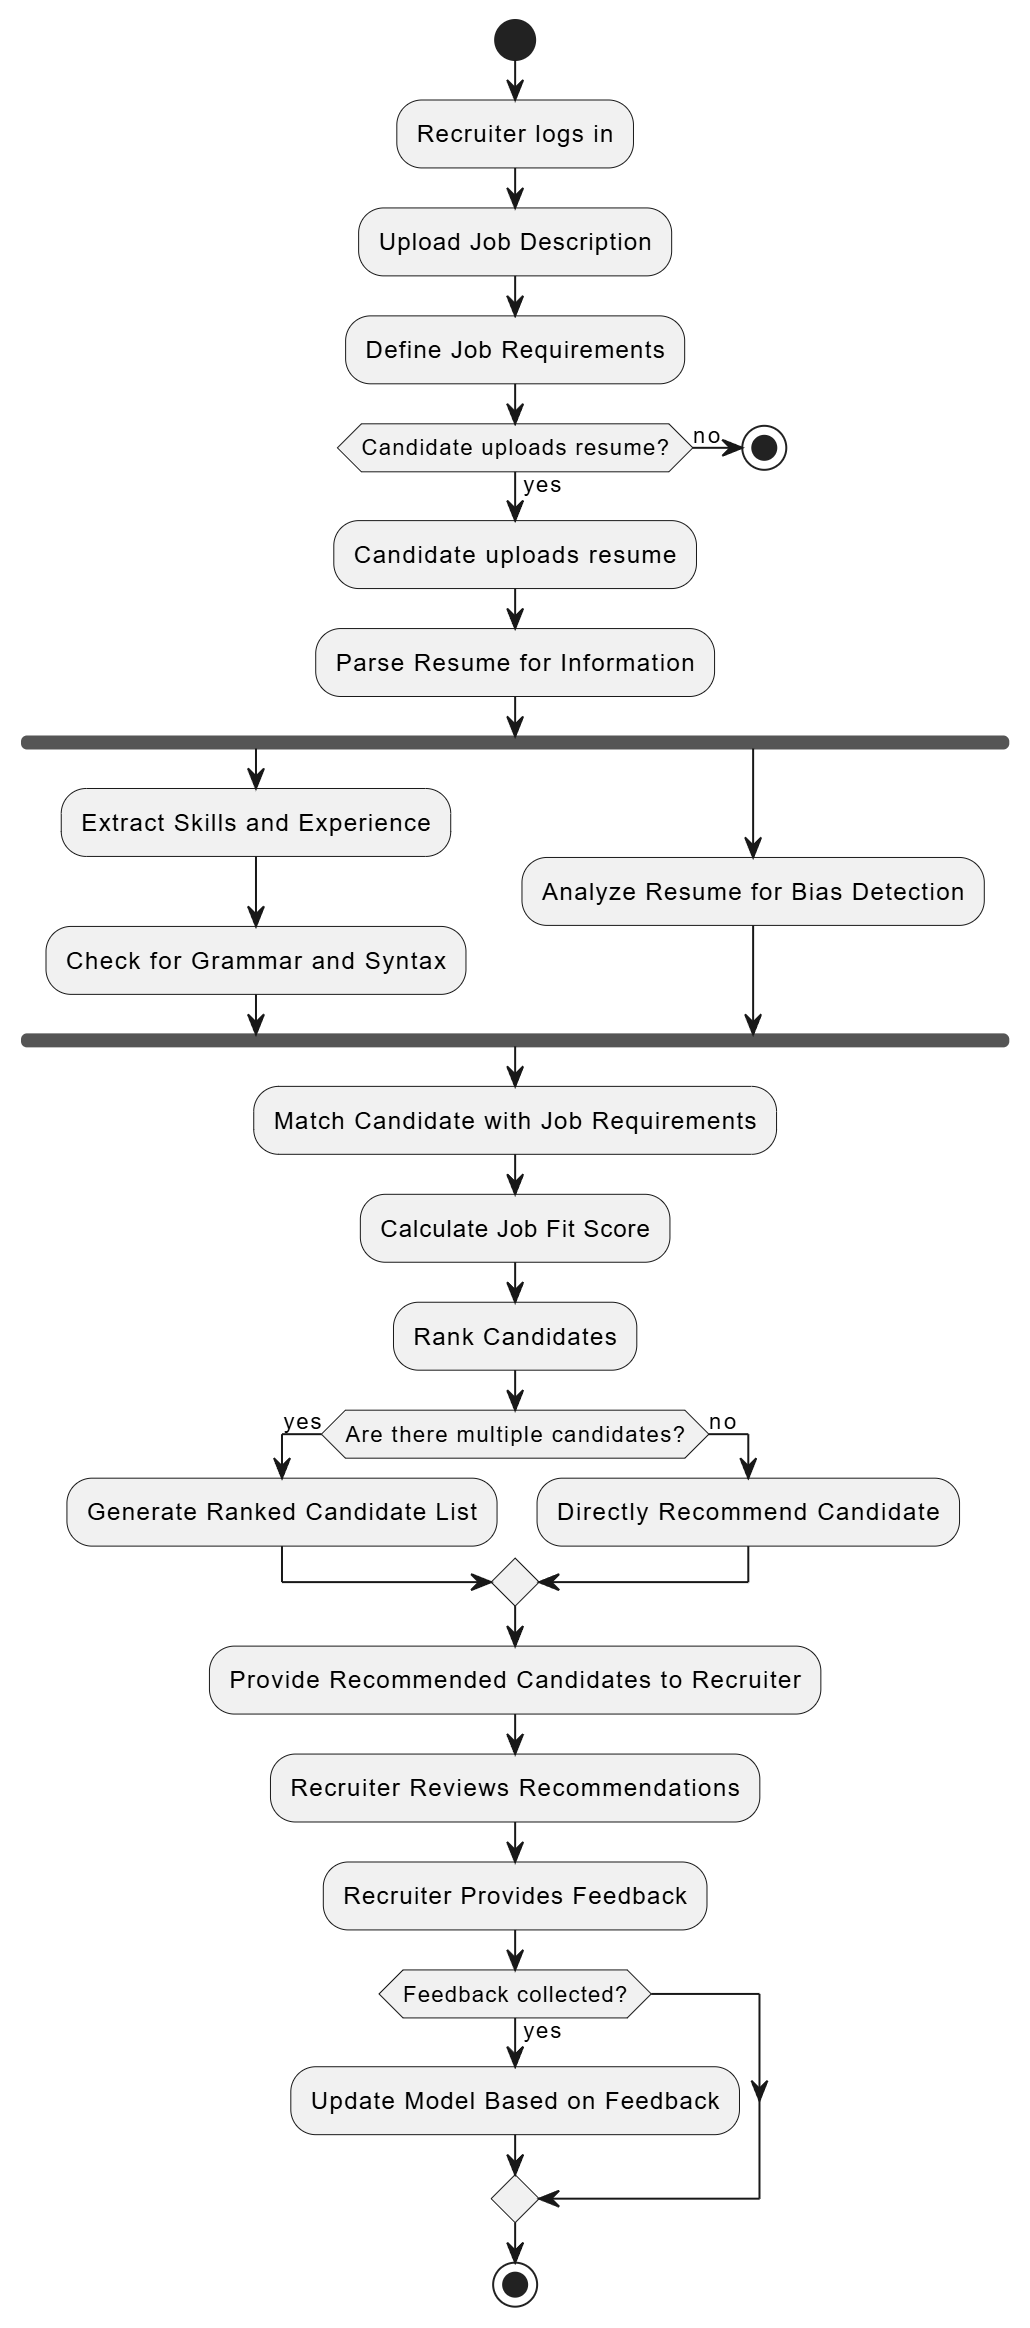 Recruiter logs in
Upload Job Description
Define Job Requirements
Candidate uploads resume?
no
yes
Candidate uploads resume
Parse Resume for Information
Extract Skills and Experience
Analyze Resume for Bias Detection
Check for Grammar and Syntax
Match Candidate with Job Requirements
Calculate Job Fit Score
Rank Candidates
yes
Are there multiple candidates?
no
Generate Ranked Candidate List
Directly Recommend Candidate
Provide Recommended Candidates to Recruiter
Recruiter Reviews Recommendations
Recruiter Provides Feedback
Feedback collected?
yes
Update Model Based on Feedback